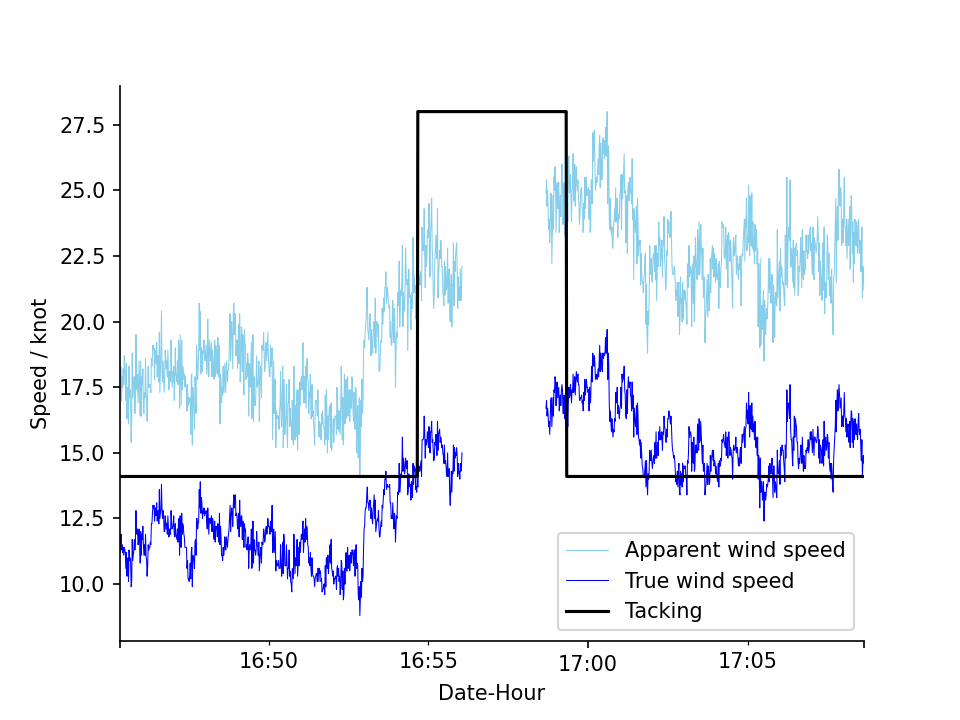 27.5
25.0
22.5
20.0
17.5
15.0
12.5
10.0
Speed / knot
Apparent wind speed
True wind speed
Tacking
16:50
16:55
17:00
17:05
Date-Hour